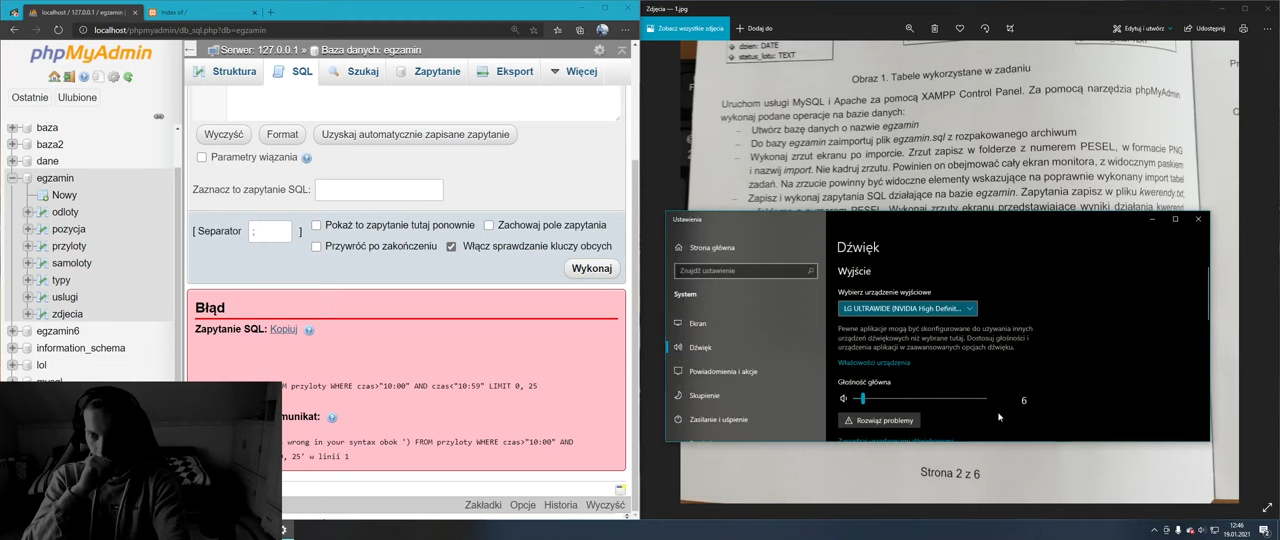 localhost / 127.0.0.1 / egzamin
Index of /
localhost/phpmyadmin/db_sql.php?db=egzamin
phpMyAdmin
Ostatnie
Ulubione
baza
baza2
dane
egzamin
Nowy
odloty
pozycja
przyloty
samoloty
typy
uslugi
zdjecia
egzamin6
information_schema
lol
Serwer: 127.0.0.1 » Baza danych: egzamin
Struktura
SQL
Szukaj
Zapytanie
Eksport
Więcej
Wyczyść
Format
Uzyskaj automatycznie zapisane zapytanie
Parametry wiązania
Zaznacz to zapytanie SQL:
[ Separator ; ]
Pokaż to zapytanie tutaj ponownie
Zachowaj pole zapytania
Przywróć po zakończeniu
Włącz sprawdzanie kluczy obcych
Wykonaj
Błąd
Zapytanie SQL: Kopiuj
M przyloty WHERE czas>"10:00" AND czas<"10:59" LIMIT 0, 25
munikat:
wrong in your syntax obok ') FROM przyloty WHERE czas>"10:00" AND
, 25' w linii 1
Zakładki
Opcje
Historia
Wyczyść
Zdjęcia — 1.jpg
Zobacz wszystkie zdjęcia
Dodaj do
Edytuj i utwórz
Udostępnij
dzien: DATE
status_lotu: TEXT
Obraz 1. Tabele wykorzystane w zadaniu
Uruchom usługi MySQL i Apache za pomocą XAMPP Control Panel. Za pomocą narzędzia phpMyAdmin
wykonaj podane operacje na bazie danych:
– Utwórz bazę danych o nazwie egzamin
– Do bazy egzamin zaimportuj plik egzamin.sql z rozpakowanego archiwum
– Wykonaj zrzut ekranu po imporcie. Zrzut zapisz w folderze z numerem PESEL, w formacie PNG
i nazwij import. Nie kadruj zrzutu. Powinien on obejmować cały ekran monitora, z widocznym paskiem
zadań. Na zrzucie powinny być widoczne elementy wskazujące na poprawnie wykonany import tabel
– Zapisz i wykonaj zapytania SQL działające na bazie egzamin. Zapytania zapisz w pliku kwerendy.txt,
Ustawienia
Strona główna
Znajdź ustawienie
System
Ekran
Dźwięk
Powiadomienia i akcje
Skupienie
Zasilanie i uśpienie
Dźwięk
Wyjście
Wybierz urządzenie wyjściowe
LG ULTRAWIDE (NVIDIA High Definit...
Pewne aplikacje mogą być skonfigurowane do używania innych
urządzeń dźwiękowych niż wybrane tutaj. Dostosuj głośności i
urządzenia aplikacji w zaawansowanych opcjach dźwięku.
Właściwości urządzenia
Głośność główna
6
Rozwiąż problemy
Strona 2 z 6
12:46
19.01.2021